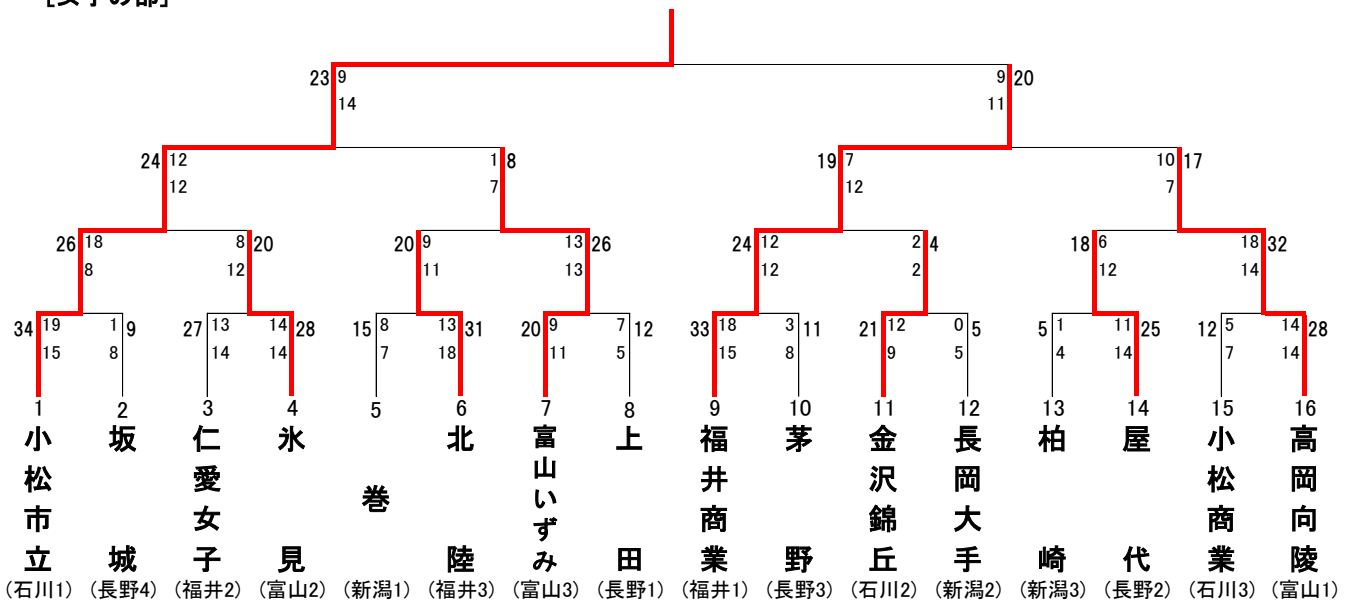 [女子の部]
23 9 9 20
14 11
24 12 1 8 19 7 10 17
12 7 12 7
26 18 8 20 20 9 13 26 24 12 2 4 18 6 18 32
8 12 11 13 12 2 12 14
34 19 1 9 27 13 14 28 15 8 13 31 20 9 7 12 33 18 3 11 21 12 0 5 5 1 11 25 12 5 14 28
15 8 14 14 7 18 11 5 15 8 9 5 4 14 7 14
1 2 3 4 5 6 7 8 9 10 11 12 13 14 15 16
小松市立 坂城 仁愛女子 氷見 巻 北陸 富山いずみ 上田 福井商業 茅野 金沢錦丘 長岡大手 柏崎 屋代 小松商業 高岡向陵
(石川1) (長野4) (福井2) (富山2) (新潟1) (福井3) (富山3) (長野1) (福井1) (長野3) (石川2) (新潟2) (新潟3) (長野2) (石川3) (富山1)